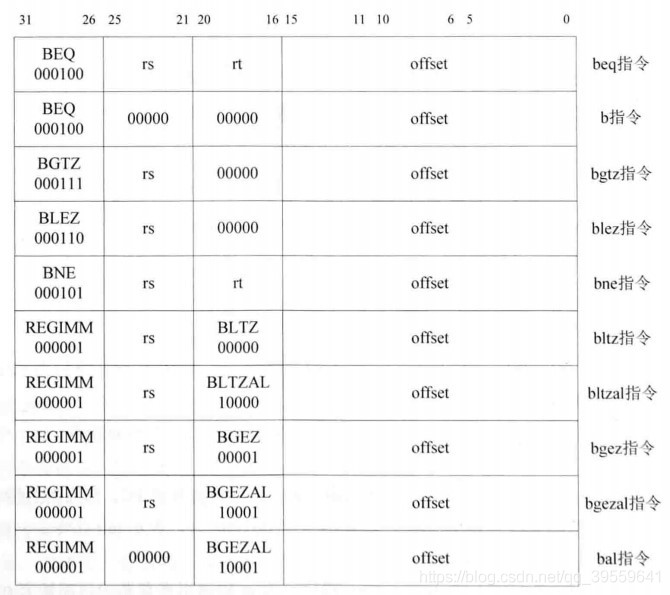 31 26 25 21 20 16 15 11 10 6 5 0
BEQ
000100 rs rt offset beq指令
BEQ
000100 00000 00000 offset b指令
BGTZ
000111 rs 00000 offset bgtz指令
BLEZ
000110 rs 00000 offset blez指令
BNE
000101 rs rt offset bne指令
REGIMM BLTZ
000001 rs 00000 offset bltz指令
REGIMM BLTZAL
000001 rs 10000 offset bltzal指令
REGIMM BGEZ
000001 rs 00001 offset bgez指令
REGIMM BGEZAL
000001 rs 10001 offset bgezal指令
REGIMM BGEZAL
000001 00000 10001 offset bal指令
https://blog.csdn.net/qq_39559641